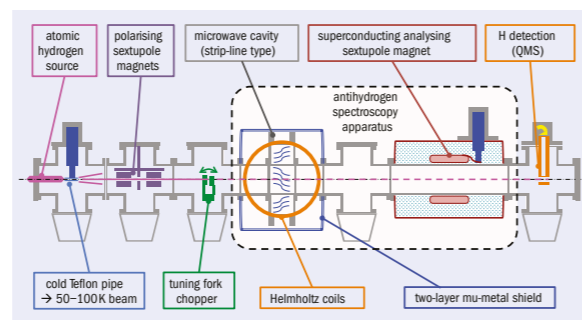 atomic
hydrogen
source
polarising
sextupole
magnets
microwave cavity
(strip-line type)
superconducting analysing
sextupole magnet
H detection
(QMS)
antihydrogen
spectroscopy
apparatus
cold Teflon pipe
→ 50–100K beam
tuning fork
chopper
Helmholtz coils
two-layer mu-metal shield